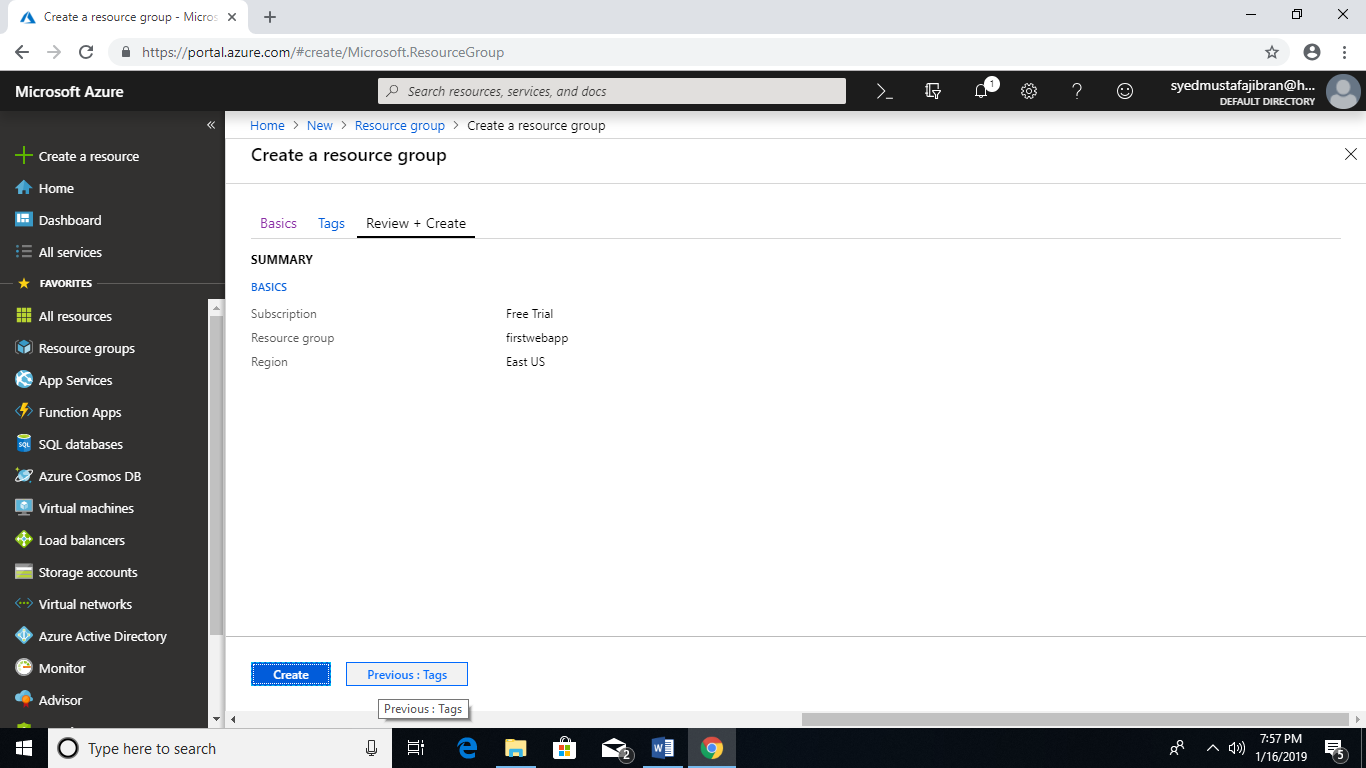 Create a resource group - Micros
https://portal.azure.com/#create/Microsoft.ResourceGroup
Microsoft Azure
Search resources, services, and docs
1
syedmustafajibran@h...
DEFAULT DIRECTORY
Home > New > Resource group > Create a resource group
Create a resource group
Create a resource
Home
Dashboard
All services
FAVORITES
All resources
Resource groups
App Services
Function Apps
SQL databases
Azure Cosmos DB
Virtual machines
Load balancers
Storage accounts
Virtual networks
Azure Active Directory
Monitor
Advisor
Basics Tags Review + Create
SUMMARY
BASICS
Subscription Free Trial
Resource group firstwebapp
Region East US
Create Previous : Tags
Previous : Tags
Type here to search
2
7:57 PM
1/16/2019
5